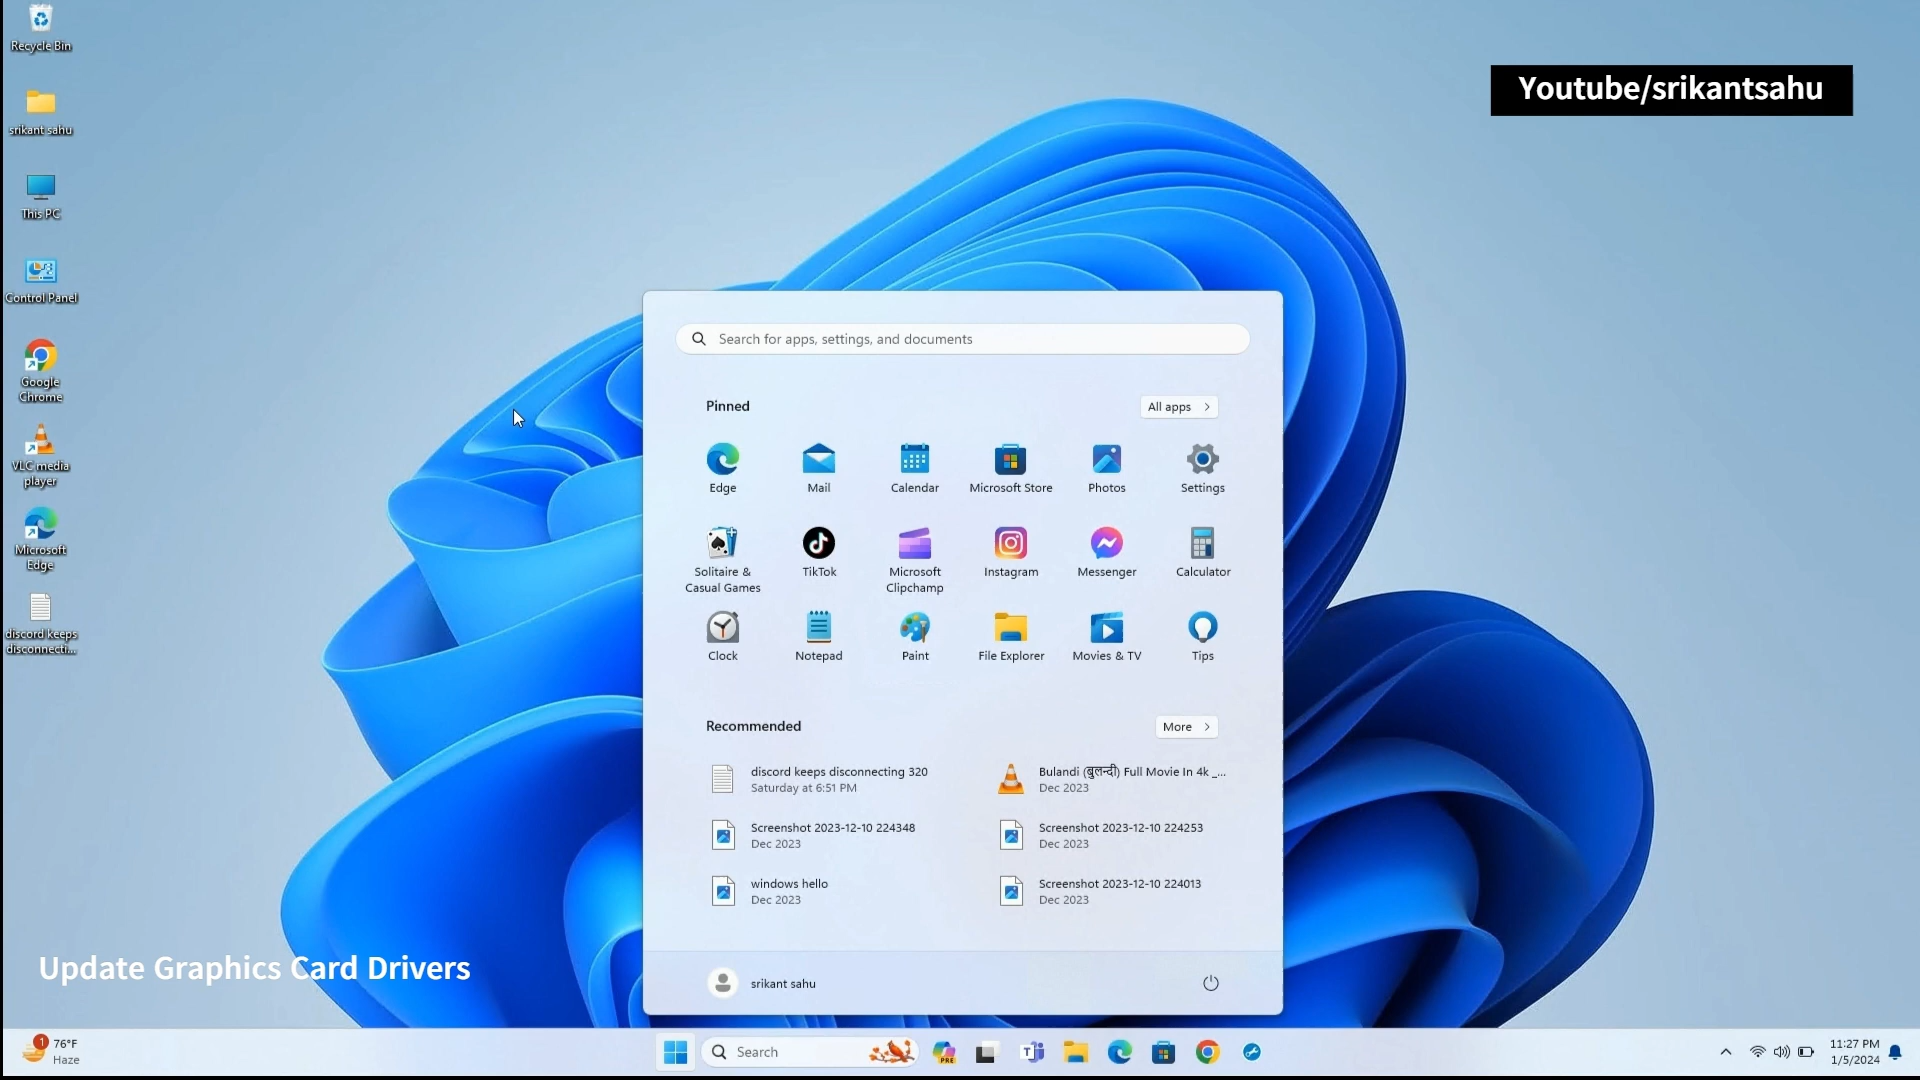 Recycle Bin
srikant sahu
This PC
Control Panel
Google
Chrome
VLC media
player
Microsoft
Edge
discord keeps
disconnecti...
Youtube/srikantsahu
Search for apps, settings, and documents
Pinned
All apps
Edge
Mail
Calendar
Microsoft Store
Photos
Settings
Solitaire &
Casual Games
TikTok
Microsoft
Clipchamp
Instagram
Messenger
Calculator
Clock
Notepad
Paint
File Explorer
Movies & TV
Tips
Recommended
More
discord keeps disconnecting 320
Saturday at 6:51 PM
Bulandi (बुलन्दी) Full Movie In 4k _...
Dec 2023
Screenshot 2023-12-10 224348
Dec 2023
Screenshot 2023-12-10 224253
Dec 2023
windows hello
Dec 2023
Screenshot 2023-12-10 224013
Dec 2023
srikant sahu
Update Graphics Card Drivers
1
76°F
Haze
Search
PRE
T
11:27 PM
1/5/2024